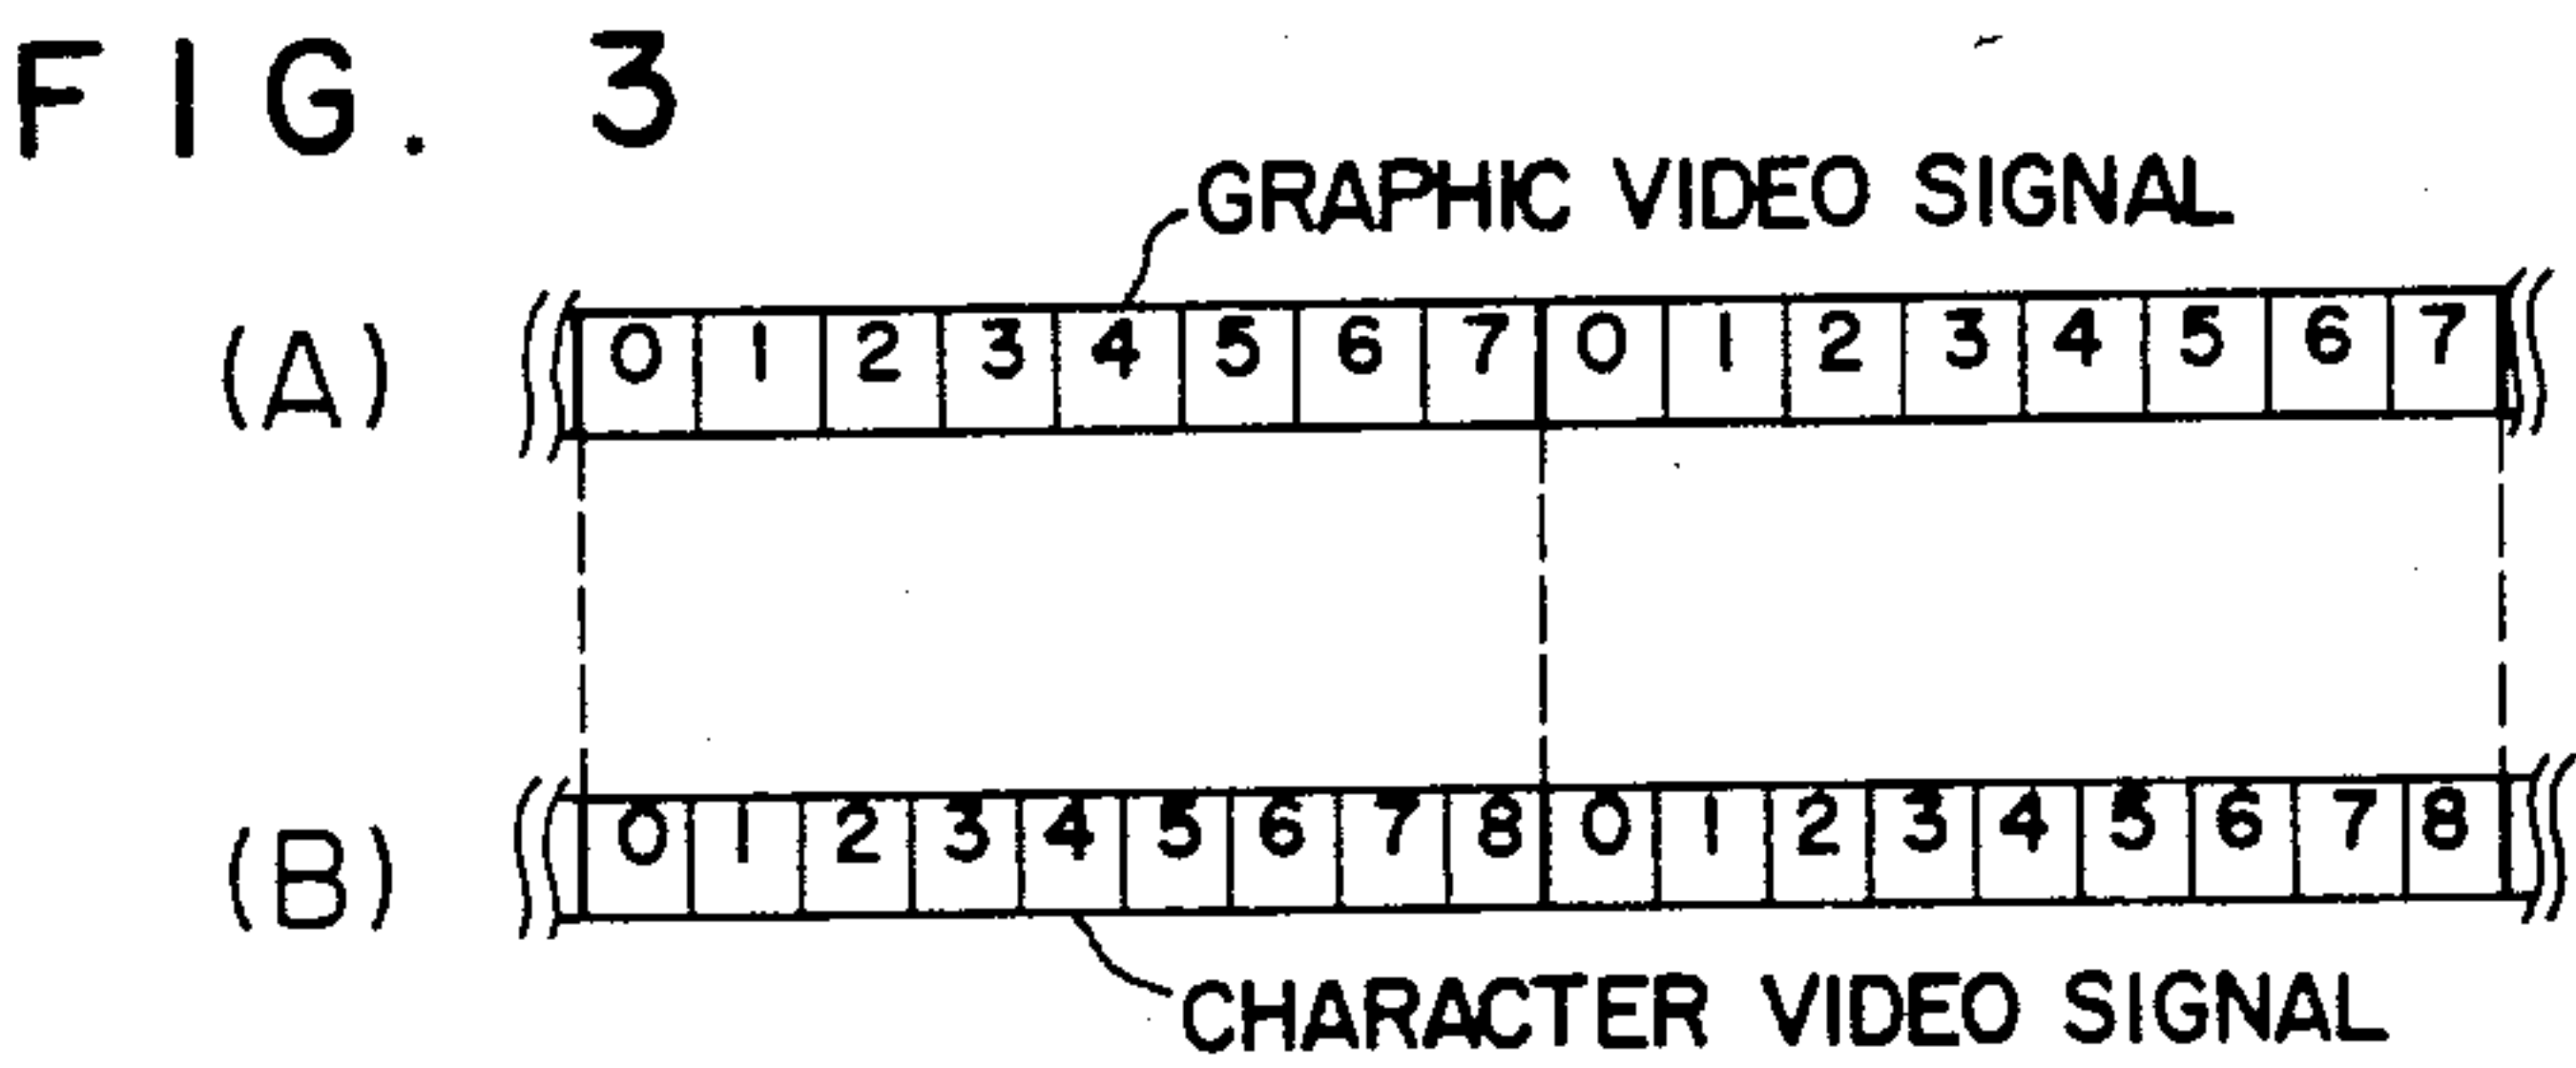 FIG. 3
GRAPHIC VIDEO SIGNAL
(A) 0 1 2 3 4 5 6 7 0 1 2 3 4 5 6 7
(B) 0 1 2 3 4 5 6 7 8 0 1 2 3 4 5 6 7 8
CHARACTER VIDEO SIGNAL